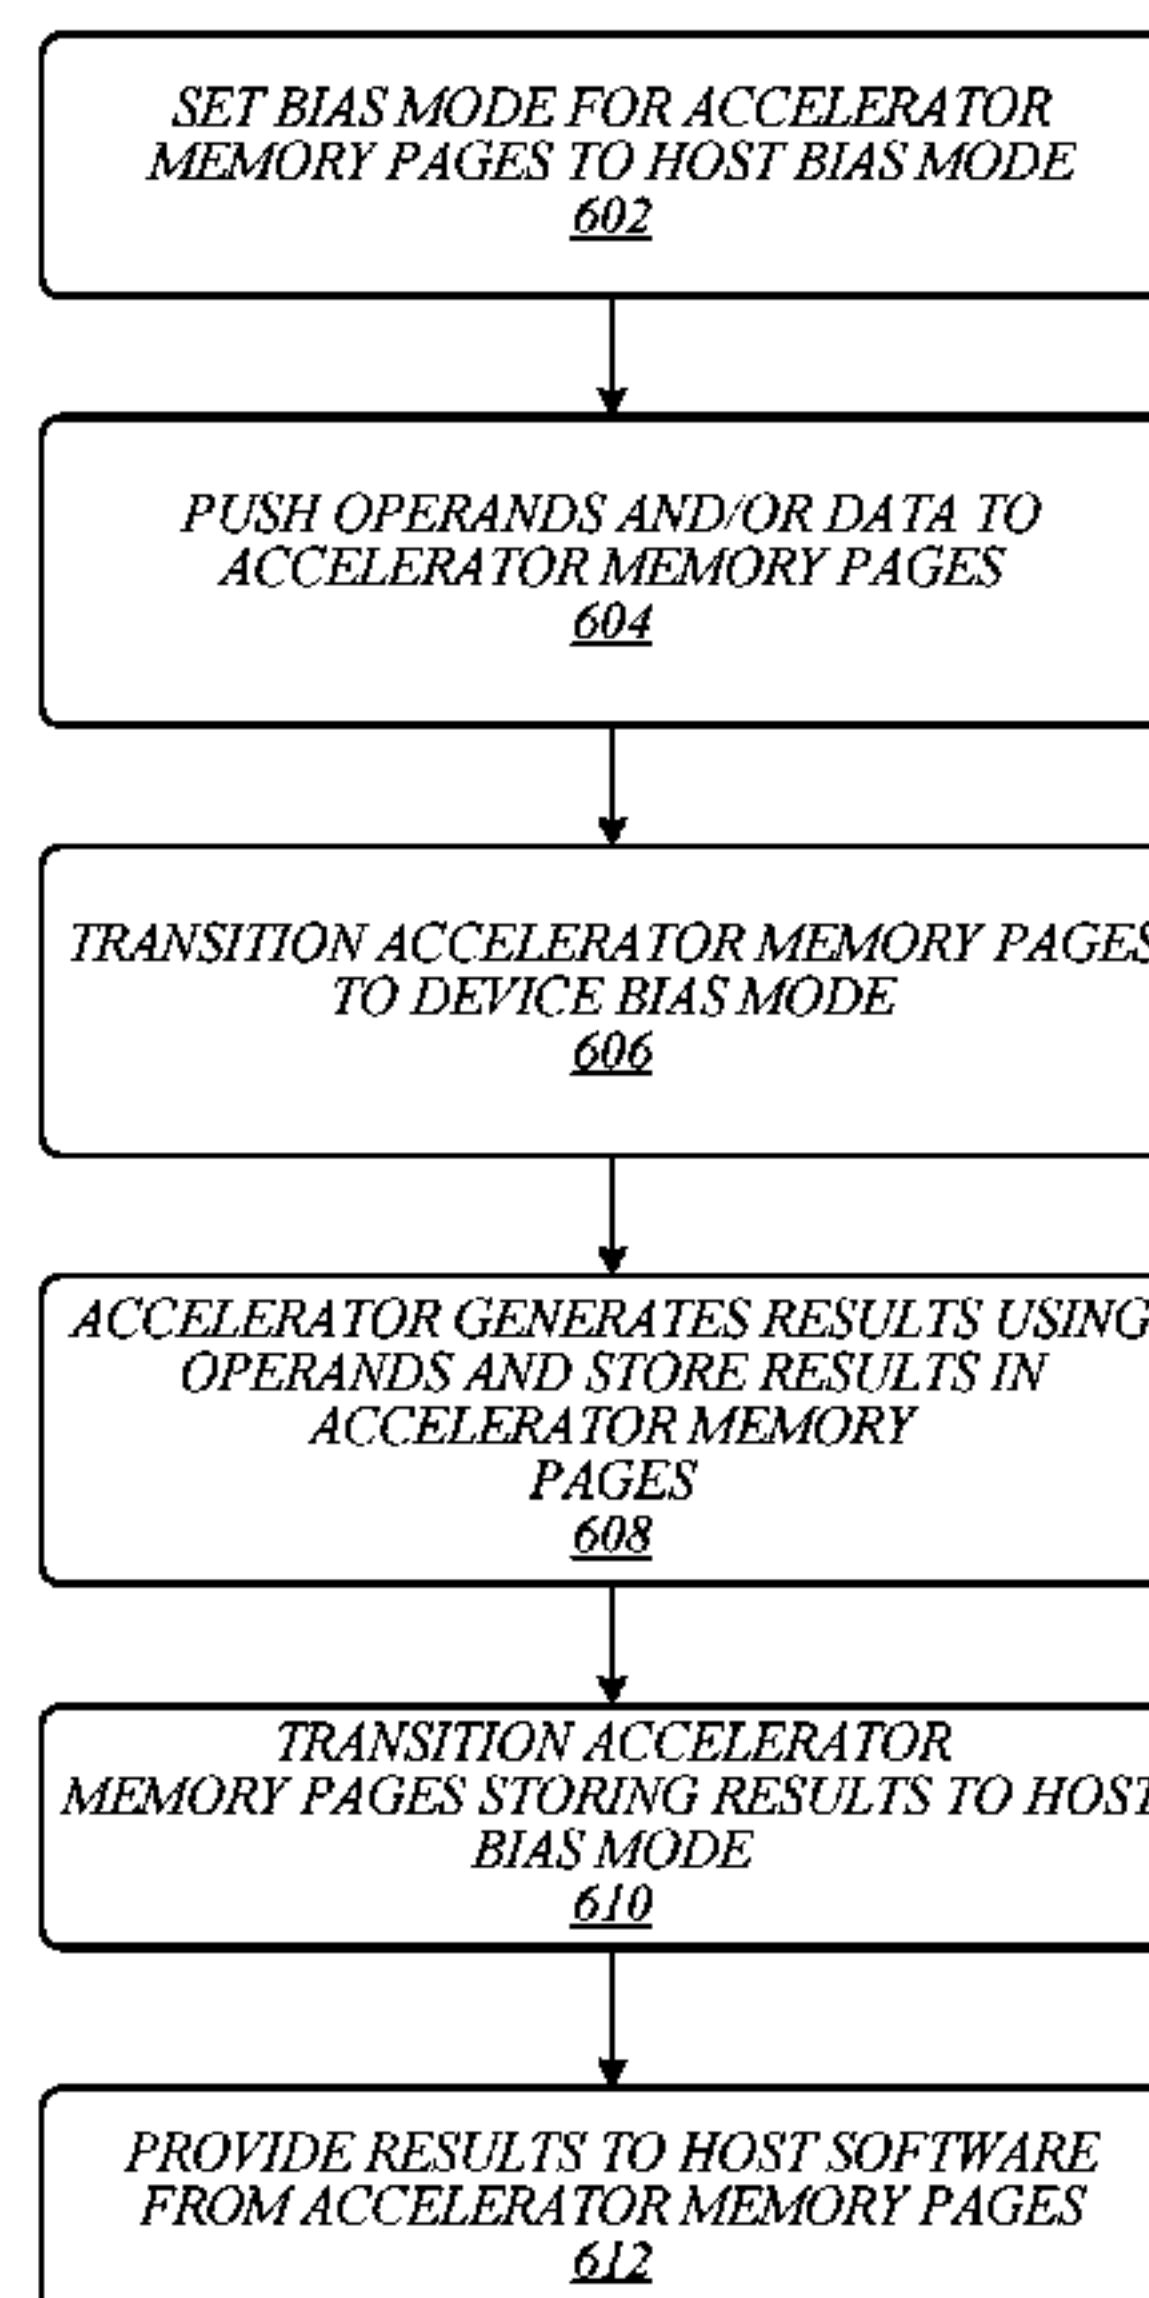 SET BIAS MODE FOR ACCELERATOR
MEMORY PAGES TO HOST BIAS MODE
602
PUSH OPERANDS AND/OR DATA TO
ACCELERATOR MEMORY PAGES
604
TRANSITION ACCELERATOR MEMORY PAGES
TO DEVICE BIAS MODE
606
ACCELERATOR GENERATES RESULTS USING
OPERANDS AND STORE RESULTS IN
ACCELERATOR MEMORY
PAGES
608
TRANSITION ACCELERATOR
MEMORY PAGES STORING RESULTS TO HOST
BIAS MODE
610
PROVIDE RESULTS TO HOST SOFTWARE
FROM ACCELERATOR MEMORY PAGES
612